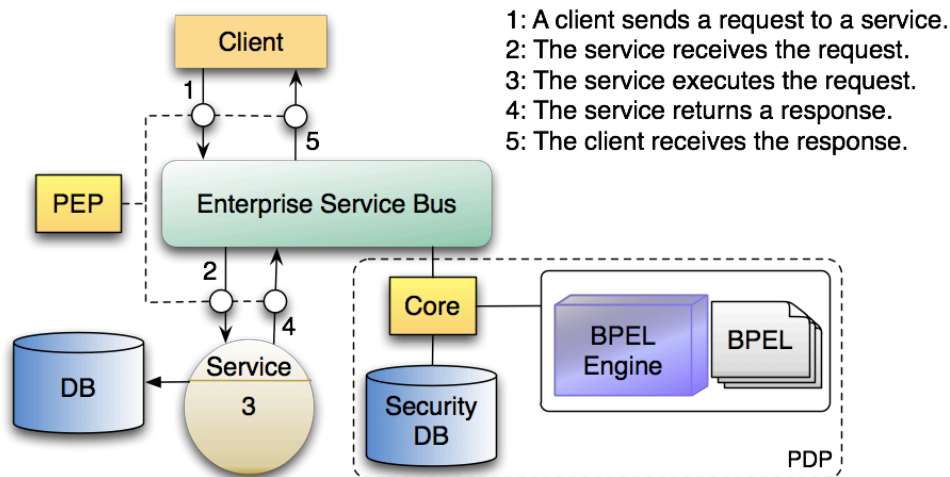 Client
1: A client sends a request to a service.
2: The service receives the request.
3: The service executes the request.
4: The service returns a response.
5: The client receives the response.
1
5
PEP
Enterprise Service Bus
2
4
Core
BPEL
Engine
BPEL
DB
Service
3
Security
DB
PDP